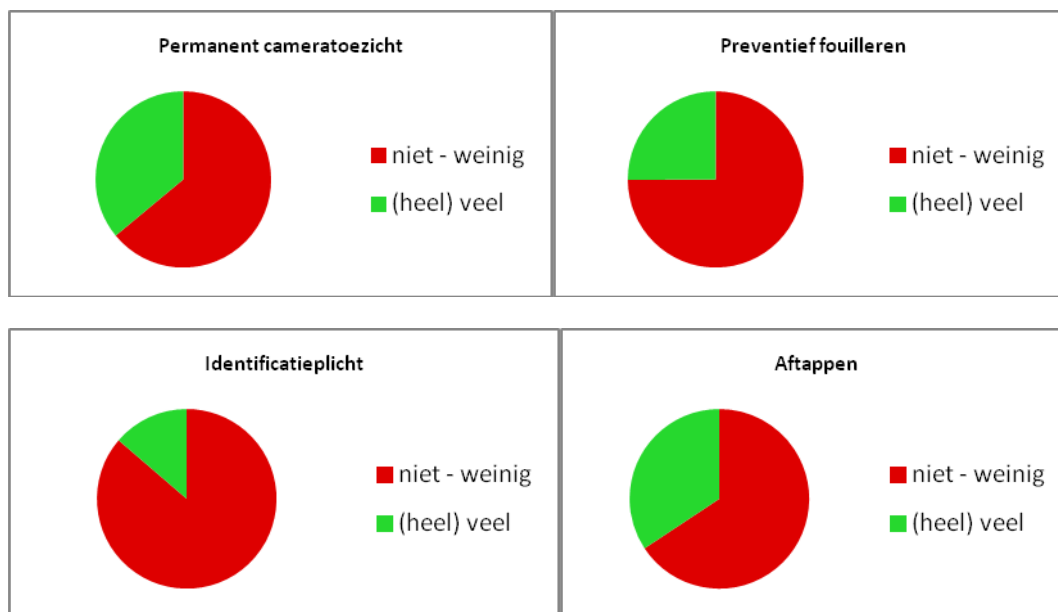 Permanent cameratoezicht
niet - weinig
(heel) veel
Preventief fouilleren
niet - weinig
(heel) veel
Identificatieplicht
niet - weinig
(heel) veel
Aftappen
niet - weinig
(heel) veel